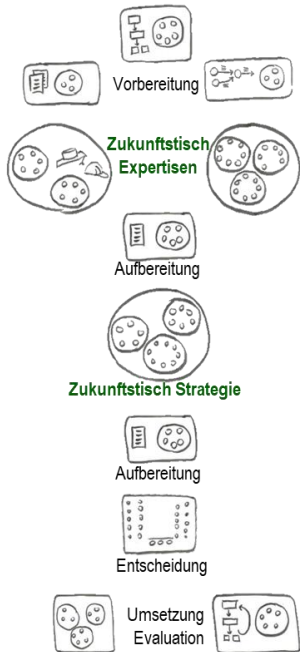 Vorbereitung
Zukunftstisch
Expertisen
Aufbereitung
Zukunftstisch Strategie
Aufbereitung
Entscheidung
Umsetzung
Evaluation